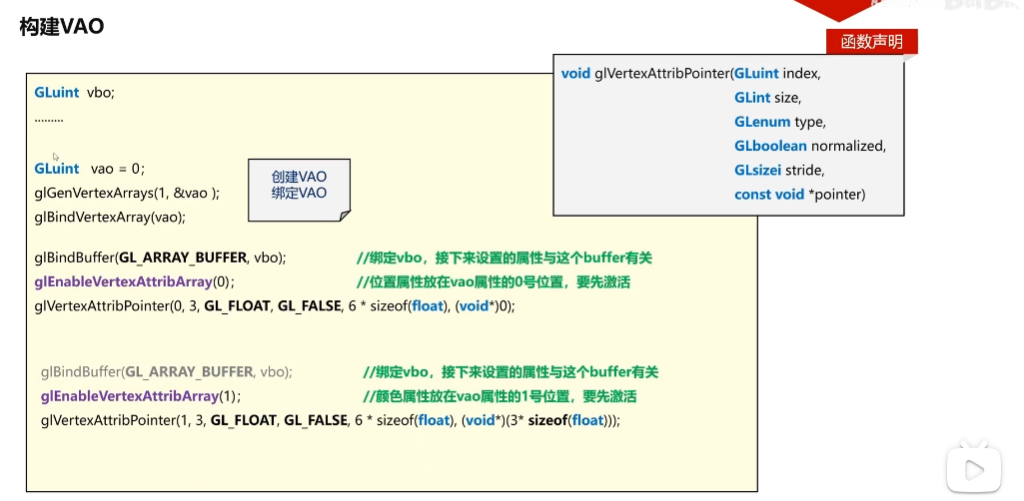 构建VAO
函数声明
void glVertexAttribPointer(GLuint index,
GLint size,
GLenum type,
GLboolean normalized,
GLsizei stride,
const void *pointer)
GLuint vbo;
.........
GLuint vao = 0;
glGenVertexArrays(1, &vao );
glBindVertexArray(vao);
创建VAO
绑定VAO
glBindBuffer(GL_ARRAY_BUFFER, vbo); //绑定vbo，接下来设置的属性与这个buffer有关
glEnableVertexAttribArray(0); //位置属性放在vao属性的0号位置，要先激活
glVertexAttribPointer(0, 3, GL_FLOAT, GL_FALSE, 6 * sizeof(float), (void*)0);
glBindBuffer(GL_ARRAY_BUFFER, vbo); //绑定vbo，接下来设置的属性与这个buffer有关
glEnableVertexAttribArray(1); //颜色属性放在vao属性的1号位置，要先激活
glVertexAttribPointer(1, 3, GL_FLOAT, GL_FALSE, 6 * sizeof(float), (void*)(3* sizeof(float)));